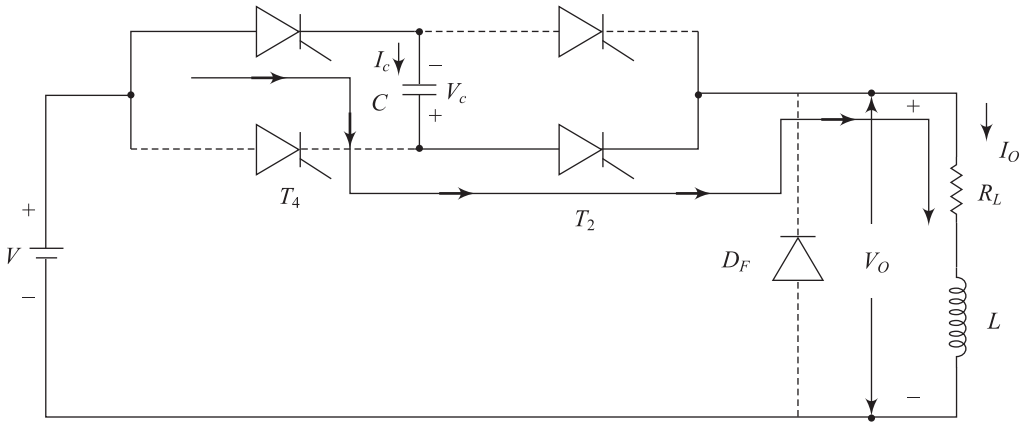 I_c
−
C
V_c
+
+
I_O
T_4
R_L
+
T_2
V
D_F
V_O
−
L
−